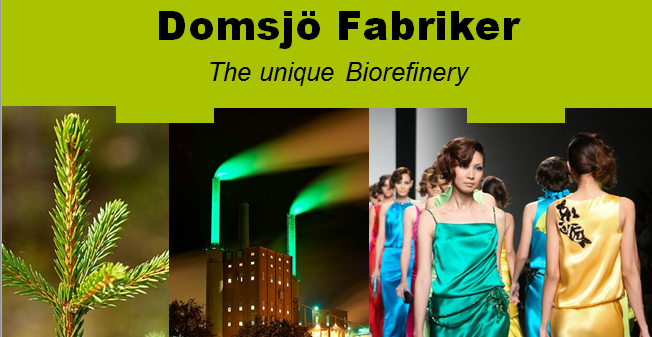 Domsjö Fabriker
The unique Biorefinery